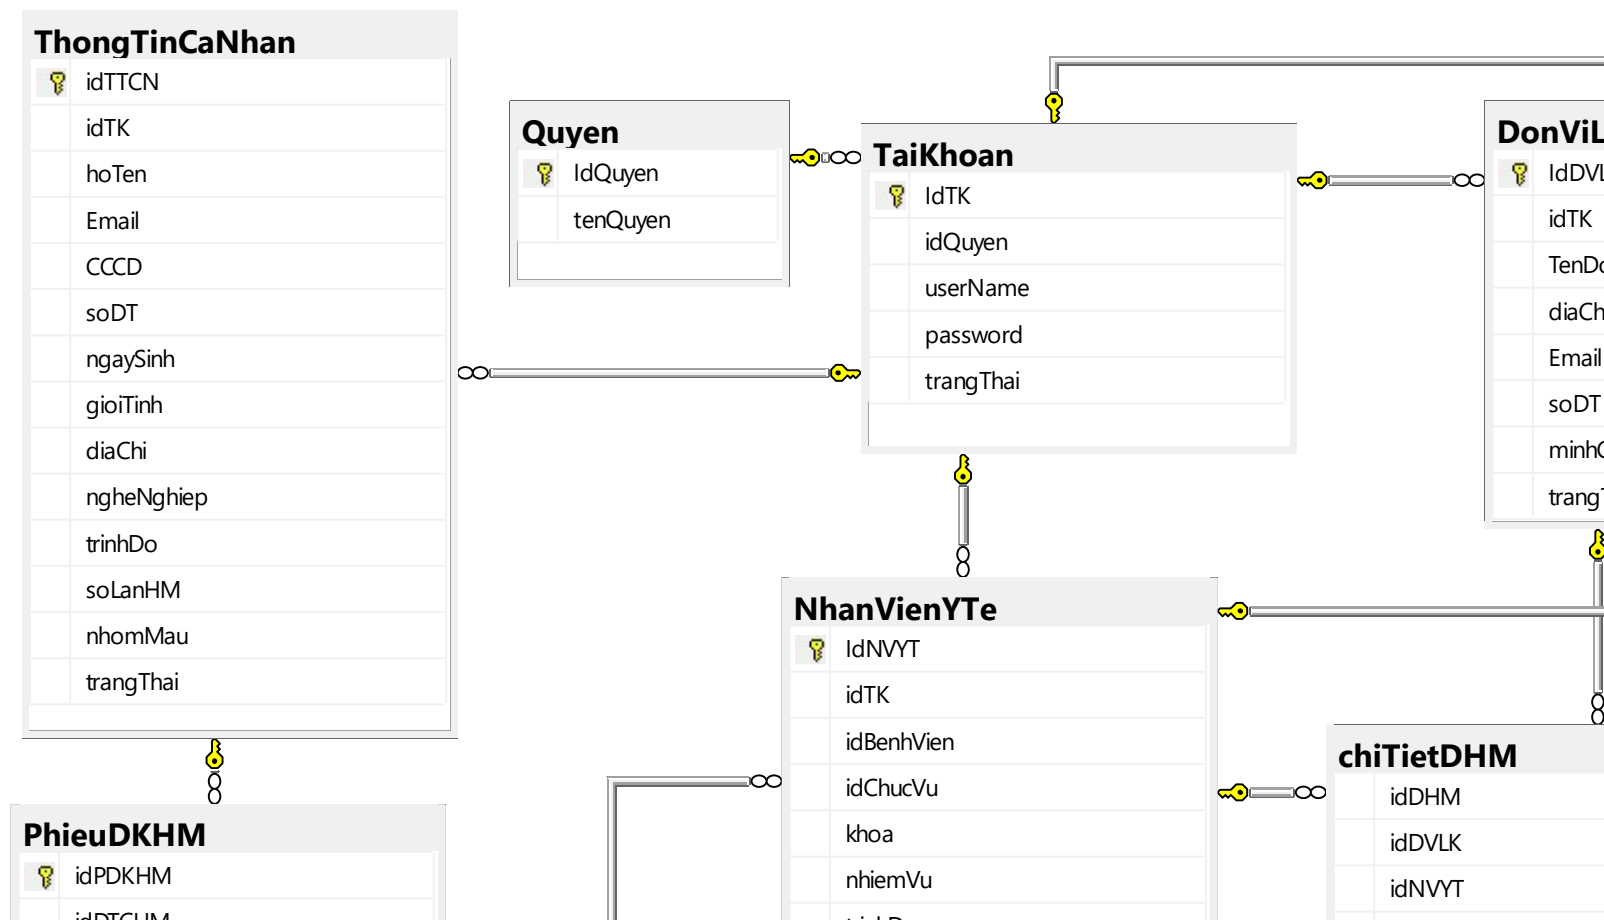 ThongTinCaNhan
idTTCN
idTK
hoTen
Email
CCCD
soDT
ngaySinh
gioiTinh
diaChi
ngheNghiep
trinhDo
soLanHM
nhomMau
trangThai
Quyen
IdQuyen
tenQuyen
TaiKhoan
IdTK
idQuyen
userName
password
trangThai
idTK
Email
soDT
NhanVienYTe
IdNVYT
idTK
idBenhVien
idChucVu
khoa
nhiemVu
chiTietDHM
idDHM
idDVLK
idNVYT
PhieuDKHM
idPDKHM